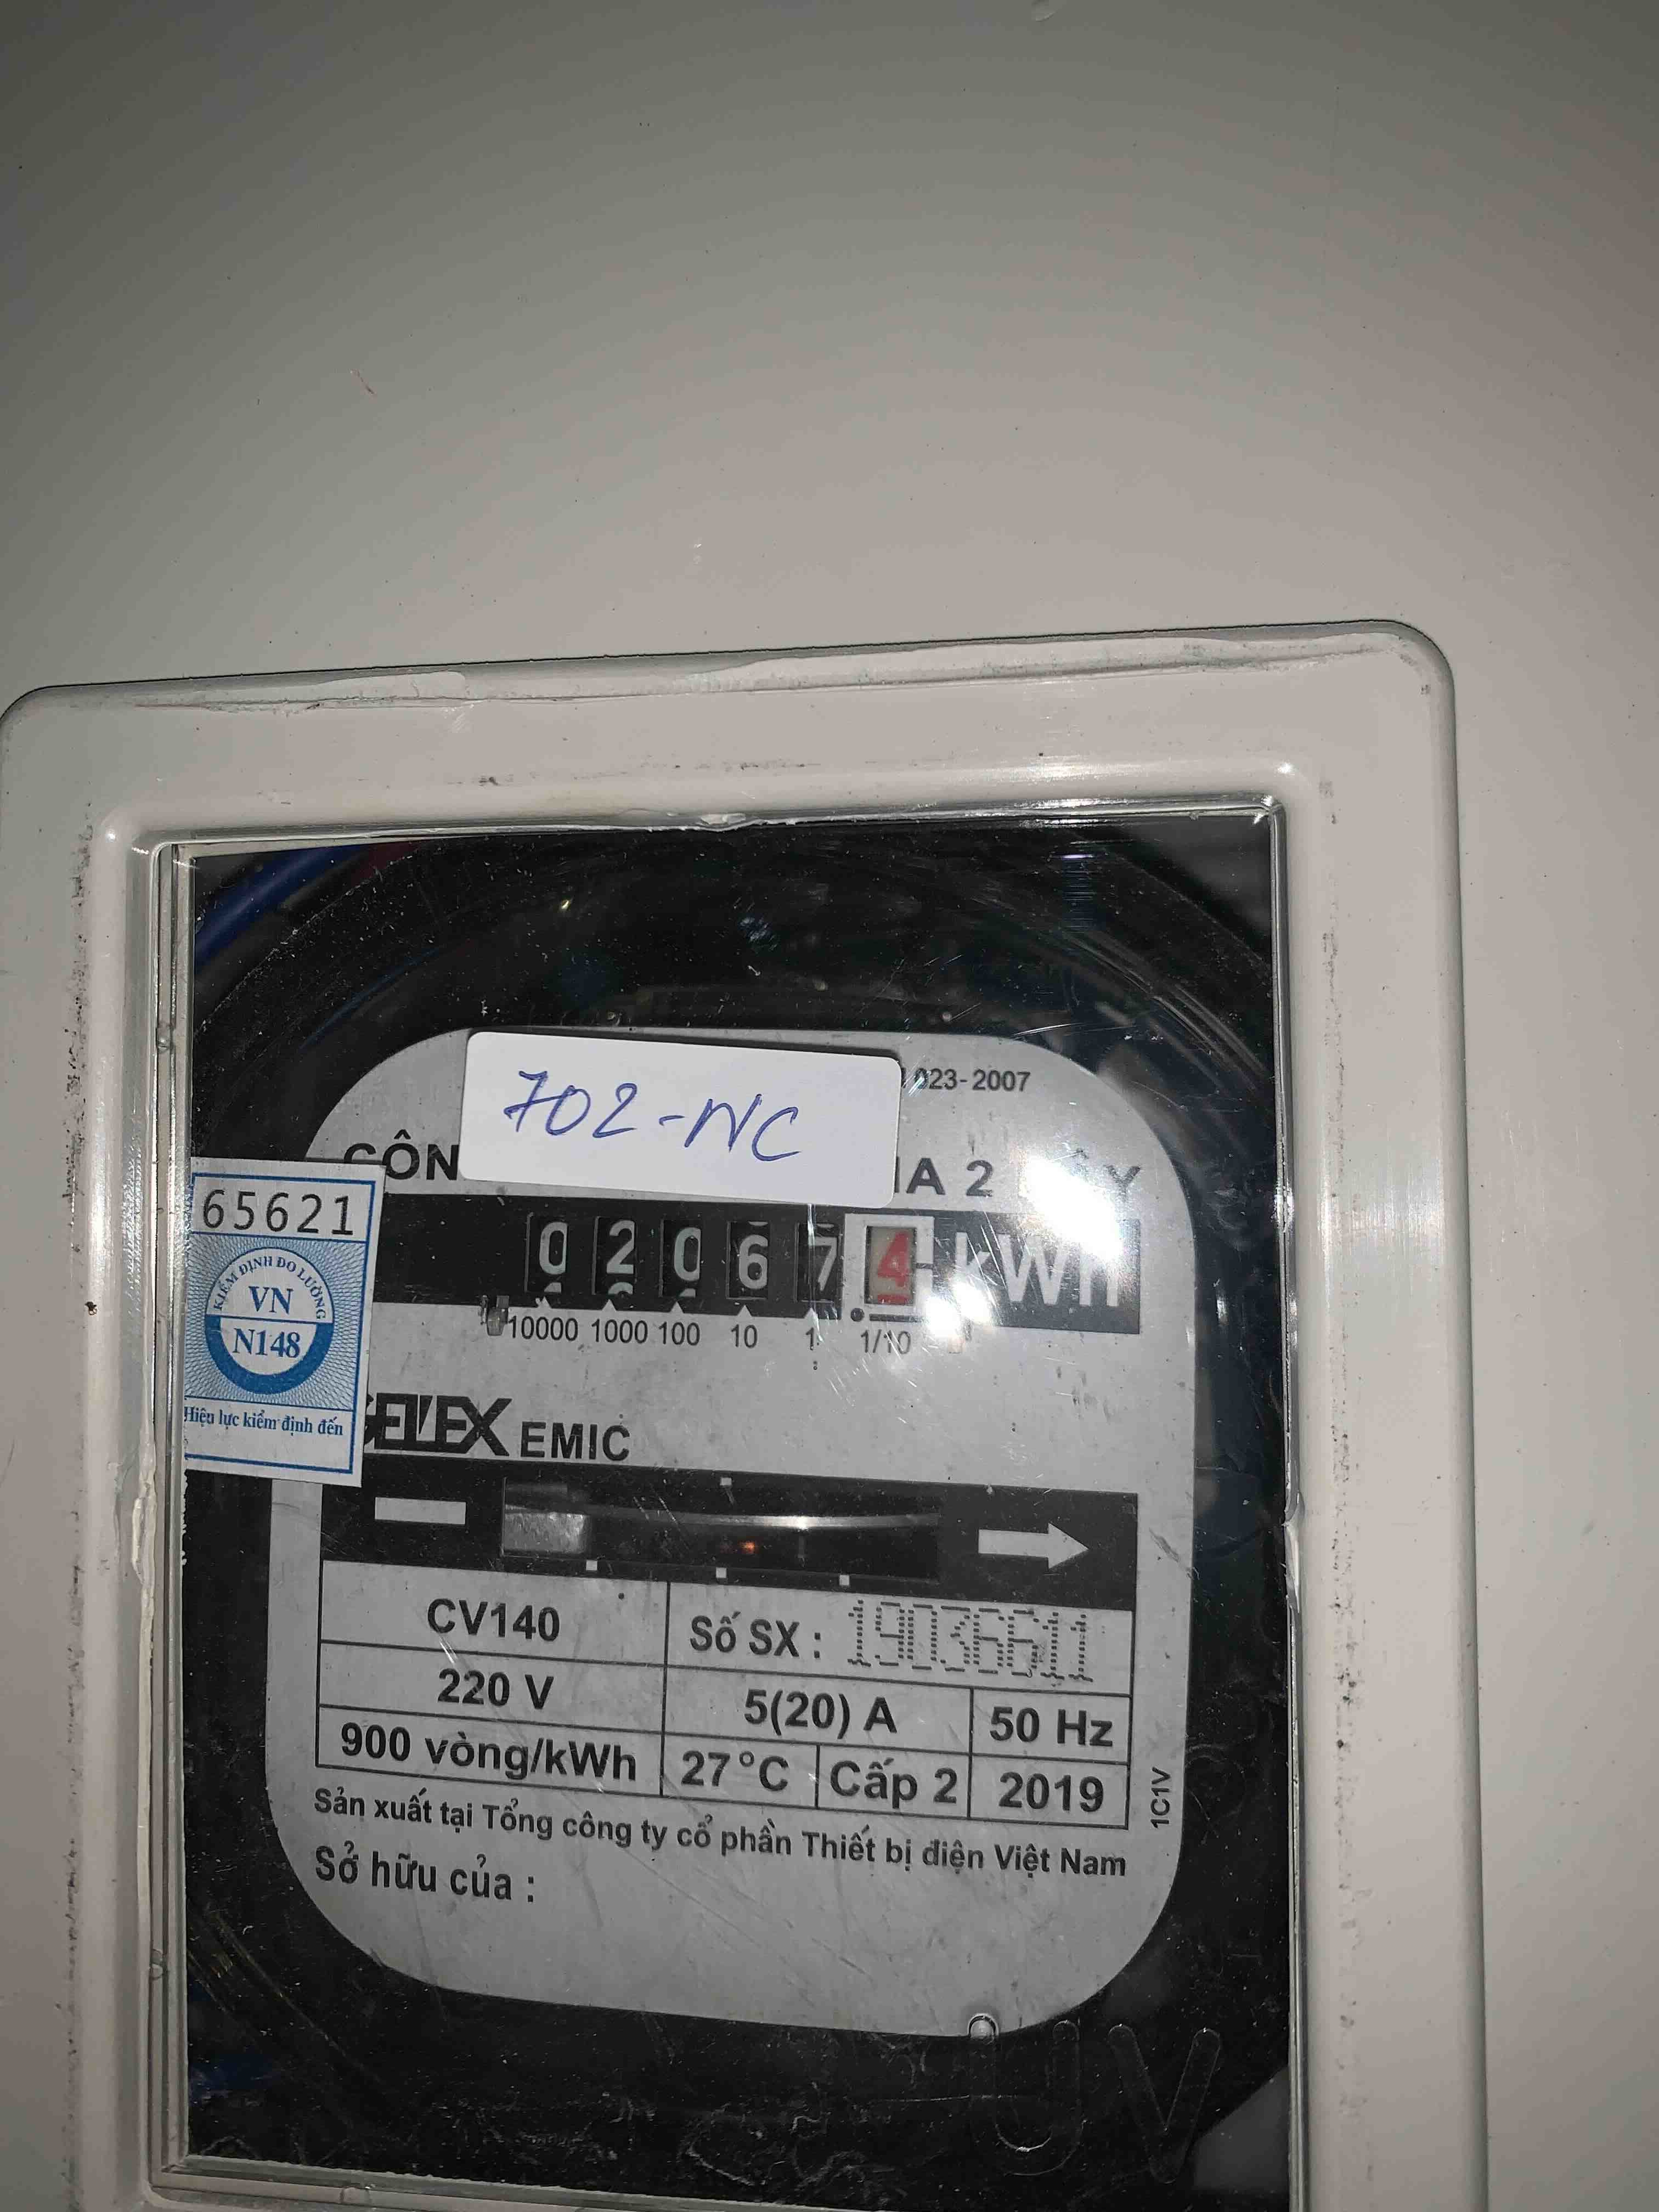 702-NC
023-2007
CÔN
IA 2
65621
KIỂM ĐỊNH ĐO LƯỜNG
VN
N148
Hiệu lực kiểm định đến
0 2 0 6 7 4 kWh
10000 1000 100 10 1 1/10
GELEX EMIC
CV140
Số SX : 19036611
220 V
5(20) A
50 Hz
900 vòng/kWh
27°C
Cấp 2
2019
1C1V
Sản xuất tại Tổng công ty cổ phần Thiết bị điện Việt Nam
Sở hữu của :
UV